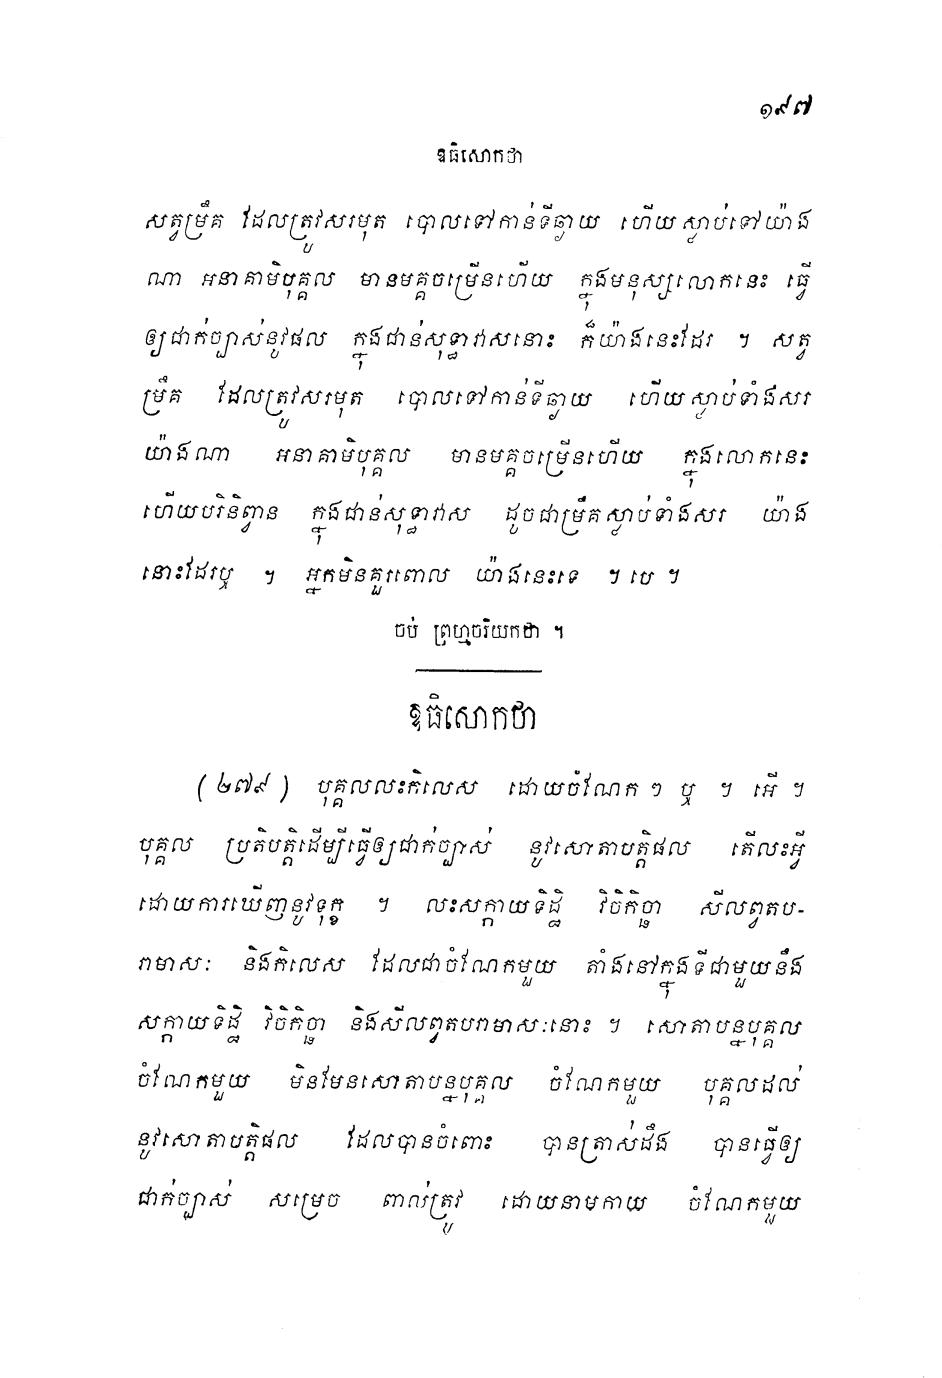 ១៩៧
ឱធិសោកថា
សត្វម្រឹគ ដែលត្រូវសរមុត បោលទៅកាន់ទីឆ្ងាយ ហើយស្លាប់ទៅយ៉ាង
ណា អនាគាមិបុគ្គល មានមគ្គចម្រើនហើយ ក្នុងមនុស្សលោកនេះ ធ្វើ
ឲ្យជាក់ច្បាស់នូវផល ក្នុងជាន់សុទ្ធាវាសនោះ ក៏យ៉ាងនេះដែរ ។ សត្វ
ម្រឹគ ដែលត្រូវសរមុត បោលទៅកាន់ទីឆ្ងាយ ហើយស្លាប់ទាំងសរ
យ៉ាងណា អនាគាមិបុគ្គល មានមគ្គចម្រើនហើយ ក្នុងលោកនេះ
ហើយបរិនិព្វាន ក្នុងជាន់សុទ្ធាវាស ដូចជាម្រឹគស្លាប់ទាំងសរ យ៉ាង
នោះដែរឬ ។ អ្នកមិនគួរពោល យ៉ាងនេះទេ ។ បេ ។
ចប់ ព្រហ្មចរិយកថា ។
ឱធិសោកថា
(២៧៩) បុគ្គលលះកិលេស ដោយចំណែក ៗ ឬ ។ អើ ។
បុគ្គល ប្រតិបត្តិដើម្បីធ្វើឲ្យជាក់ច្បាស់ នូវសោតាបត្តិផល តើលះអ្វី
ដោយការឃើញនូវទុក្ខ ។ លះសក្កាយទិដ្ឋិ វិចិកិច្ឆា សីលព្វតប-
រាមាសៈ និងកិលេស ដែលជាចំណែកមួយ តាំងនៅក្នុងទីជាមួយនឹង
សក្កាយទិដ្ឋិ វិចិកិច្ឆា និងសីលព្វតបរាមាសៈនោះ ។ សោតាបន្នបុគ្គល
ចំណែកមួយ មិនមែនសោតាបន្នបុគ្គល ចំណែកមួយ បុគ្គលដល់
នូវសោតាបត្តិផល ដែលបានចំពោះ បានត្រាស់ដឹង បានធ្វើឲ្យ
ជាក់ច្បាស់ សម្រេច ពាល់ត្រូវ ដោយនាមកាយ ចំណែកមួយ